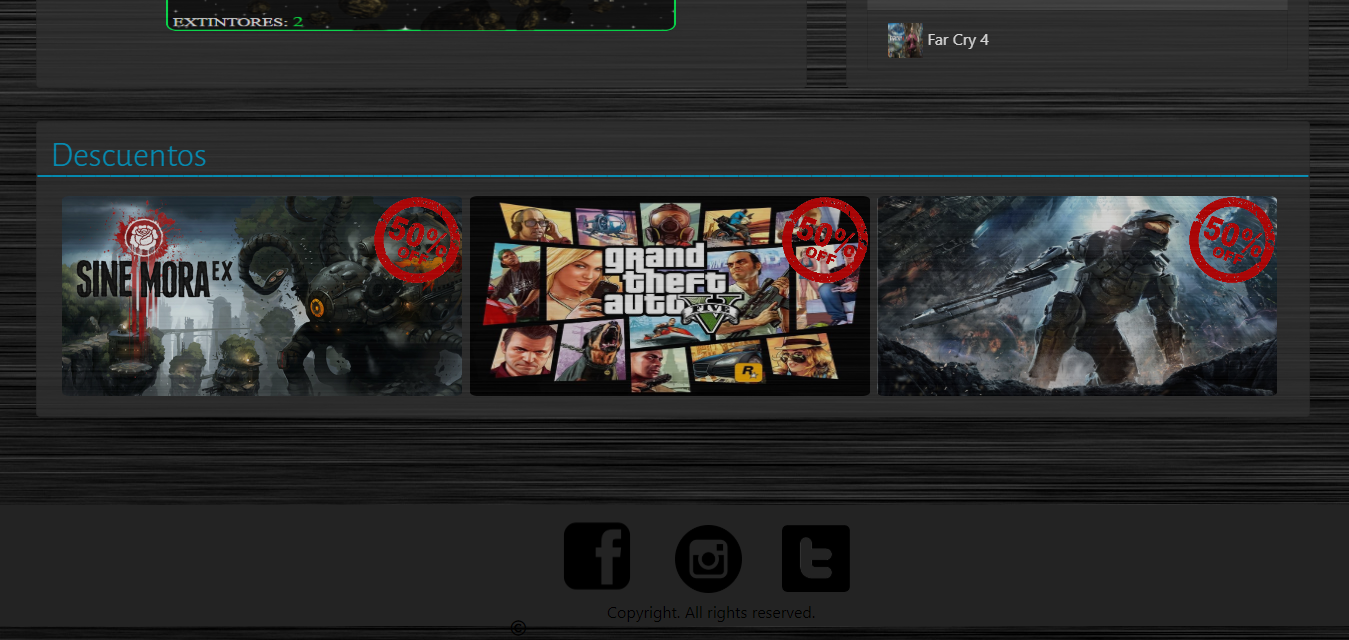 EXTINTORES: 2
Far Cry 4
Descuentos
SINE MORA EX
50%
OFF
grand
theft
auto V
FIVE
R
50%
OFF
50%
OFF
f
t
Copyright. All rights reserved.
©